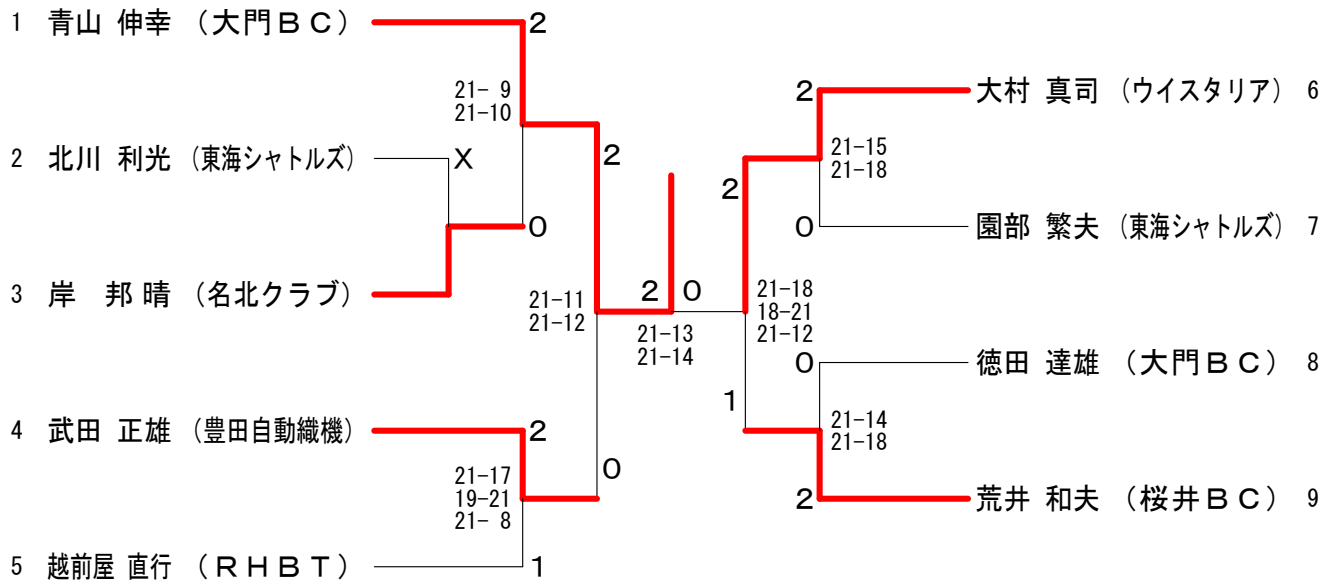 1 青山 伸幸 (大門ＢＣ)
2
21- 9
21-10
2 北川 利光 (東海シャトルズ)
X
0
3 岸 邦晴 (名北クラブ)
2
21-11
21-12
4 武田 正雄 (豊田自動織機)
2
21-17
19-21
21- 8
0
5 越前屋 直行 (ＲＨＢＴ)
1
2 0
21-13
21-14
2 大村 真司 (ウイスタリア) 6
21-15
21-18
2
0 園部 繁夫 (東海シャトルズ) 7
21-18
18-21
21-12
0 徳田 達雄 (大門ＢＣ) 8
1
21-14
21-18
2 荒井 和夫 (桜井ＢＣ) 9